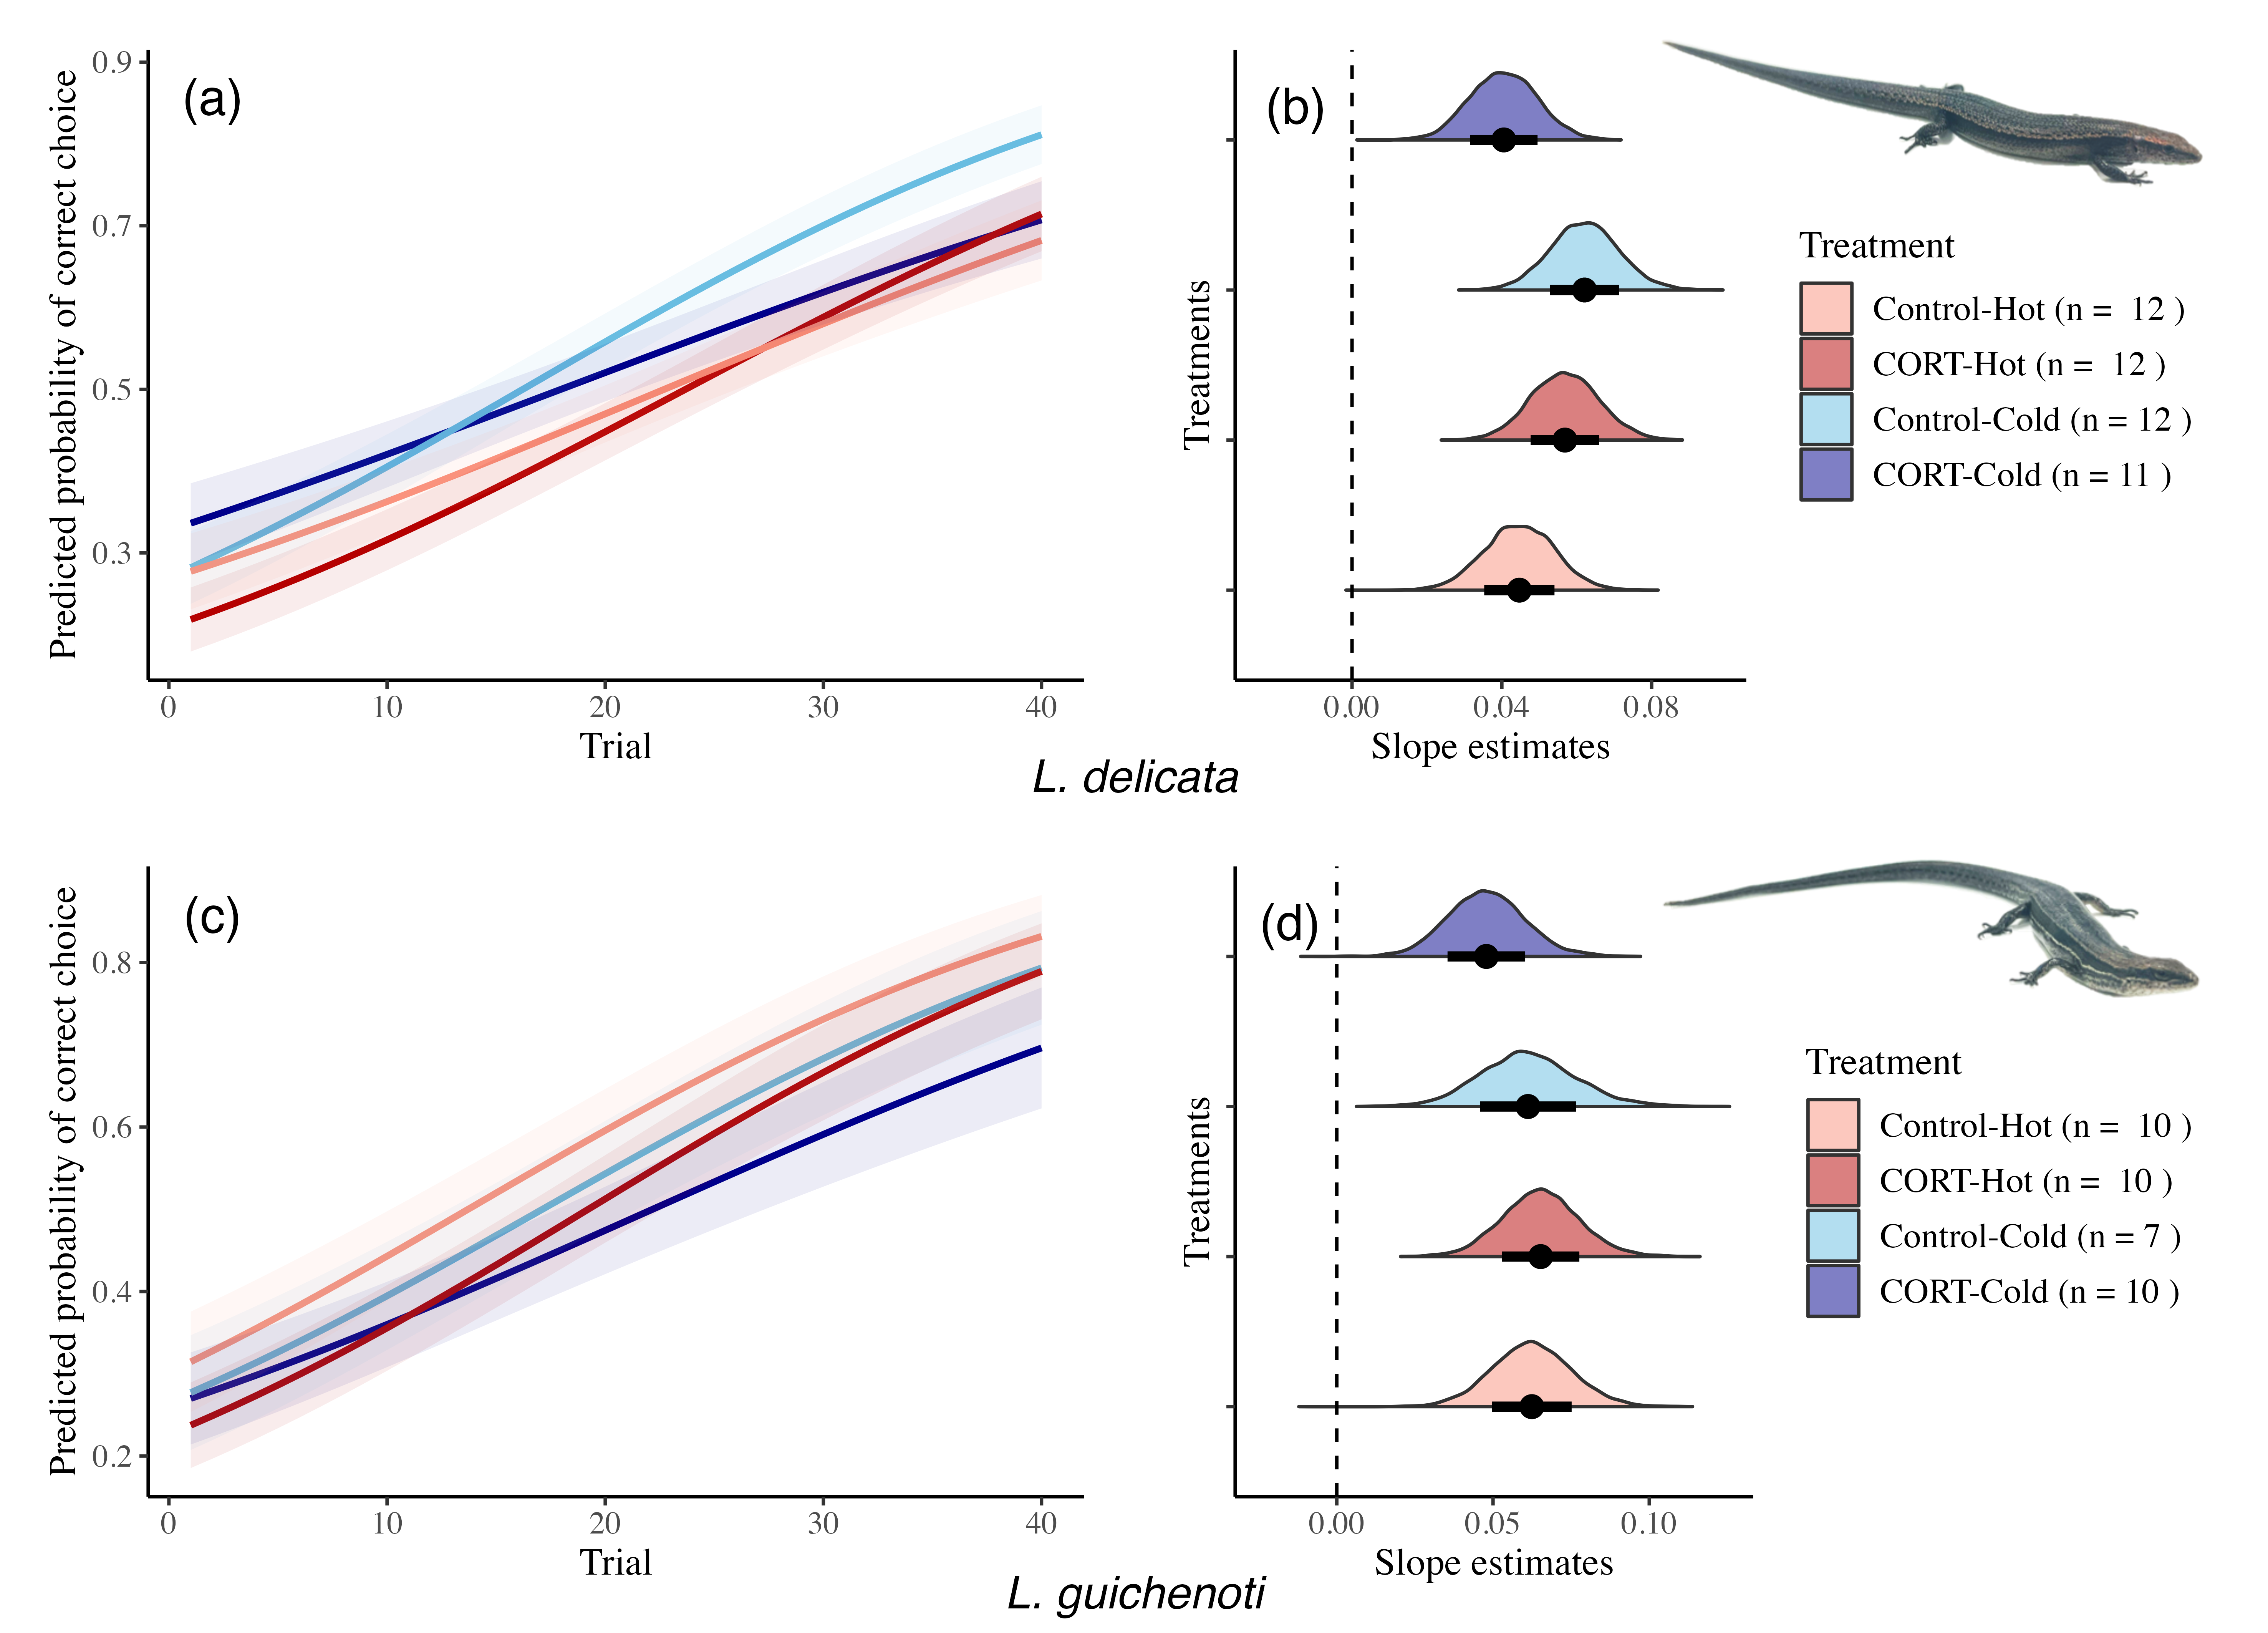 (a)
Predicted probability of correct choice
0.9
0.7
0.5
0.3
0 10 20 30 40
Trial
(b)
Treatments
0.00 0.04 0.08
Slope estimates
Treatment
Control-Hot (n = 12 )
CORT-Hot (n = 12 )
Control-Cold (n = 12 )
CORT-Cold (n = 11 )
L. delicata
(c)
Predicted probability of correct choice
0.8
0.6
0.4
0.2
0 10 20 30 40
Trial
(d)
Treatments
0.00 0.05 0.10
Slope estimates
Treatment
Control-Hot (n = 10 )
CORT-Hot (n = 10 )
Control-Cold (n = 7 )
CORT-Cold (n = 10 )
L. guichenoti